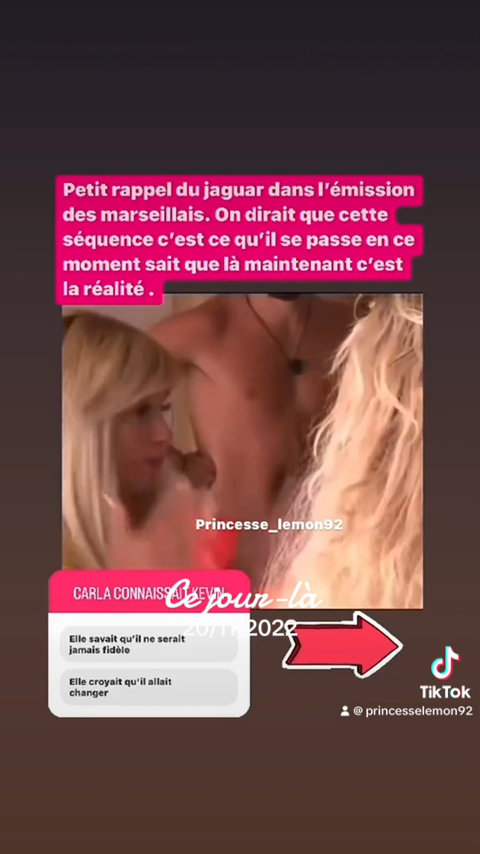 Petit rappel du jaguar dans l'émission
des marseillais. On dirait que cette
séquence c'est ce qu'il se passe en ce
moment sait que là maintenant c'est
la réalité .
Princesse_lemon92
CARLA CONNAISSAIT KEVIN
Ce jour-là
20/11/2022
Elle savait qu'il ne serait
jamais fidèle
Elle croyait qu'il allait
changer
TikTok
@princesselemon92